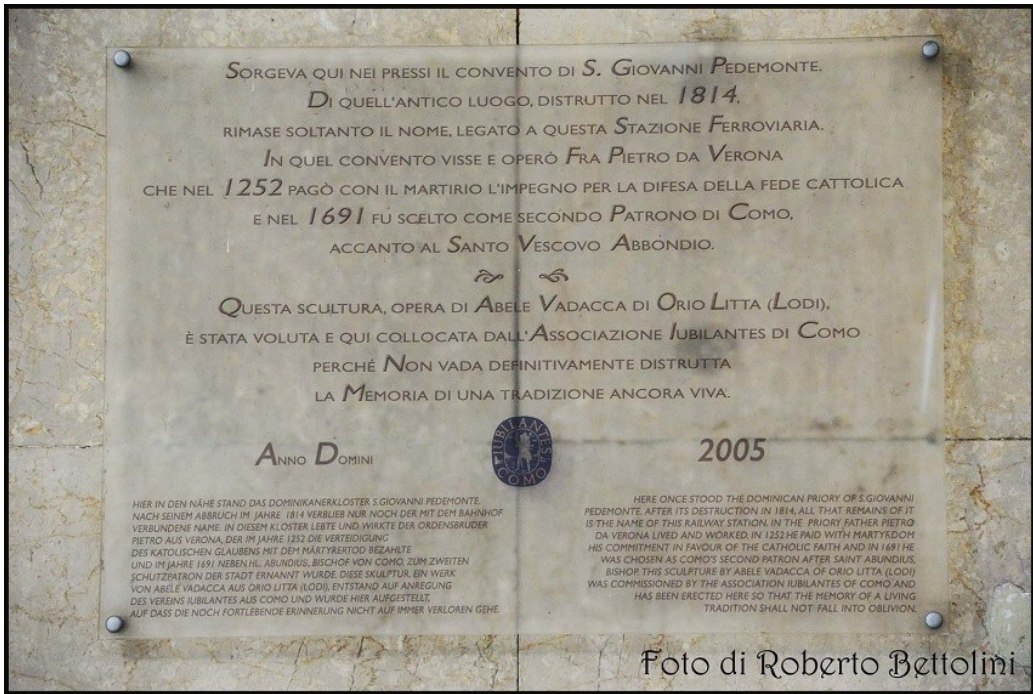 Sorgeva qui nei pressi il convento di S. Giovanni Pedemonte.
Di quell'antico luogo, distrutto nel 1814,
rimase soltanto il nome, legato a questa Stazione Ferroviaria.
In quel convento visse e operò Fra Pietro da Verona
che nel 1252 pagò con il martirio l'impegno per la difesa della fede cattolica
e nel 1691 fu scelto come secondo Patrono di Como,
accanto al Santo Vescovo Abbondio.
Questa scultura, opera di Abele Vadacca di Orio Litta (Lodi),
è stata voluta e qui collocata dall'Associazione Iubilantes di Como
perché Non vada definitivamente distrutta
la Memoria di una tradizione ancora viva.
Anno Domini
IUBILANTES
COMO
2005
HIER IN DEN NÄHE STAND DAS DOMINIKANERKLOSTER S.GIOVANNI PEDEMONTE.
NACH SEINEM ABBRUCH IM JAHRE 1814 VERBLIEB NUR NOCH DER MIT DEM BAHNHOF
VERBUNDENE NAME. IN DIESEM KLOSTER LEBTE UND WIRKTE DER ORDENSBRUDER
PIETRO AUS VERONA, DER IM JAHRE 1252 DIE VERTEIDIGUNG
DES KATOLISCHEN GLAUBENS MIT DEM MÄRTYRERTOD BEZAHLTE
UND IM JAHRE 1691 NEBEN HL. ABUNDIUS, BISCHOF VON COMO, ZUM ZWEITEN
SCHUTZPATRON DER STADT ERNANNT WURDE. DIESE SKULPTUR, EIN WERK
VON ABELE VADACCA AUS ORIO LITTA (LODI), ENTSTAND AUF ANREGUNG
DES VEREINS IUBILANTES AUS COMO UND WURDE HIER AUFGESTELLT,
AUF DASS DIE NOCH FORTLEBENDE ERINNERUNG NICHT AUF IMMER VERLOREN GEHE.
HERE ONCE STOOD THE DOMINICAN PRIORY OF S.GIOVANNI
PEDEMONTE. AFTER ITS DESTRUCTION IN 1814, ALL THAT REMAINS OF IT
IS THE NAME OF THIS RAILWAY STATION. IN THE PRIORY FATHER PIETRO
DA VERONA LIVED AND WORKED. IN 1252 HE PAID WITH MARTYRDOM
HIS COMMITMENT IN FAVOUR OF THE CATHOLIC FAITH AND IN 1691 HE
WAS CHOSEN AS COMO'S SECOND PATRON AFTER SAINT ABUNDIUS,
BISHOP. THIS SCULPTURE BY ABELE VADACCA OF ORIO LITTA (LODI)
WAS COMMISSIONED BY THE ASSOCIATION IUBILANTES OF COMO AND
HAS BEEN ERECTED HERE SO THAT THE MEMORY OF A LIVING
TRADITION SHALL NOT FALL INTO OBLIVION.
Foto di Roberto Bettolini